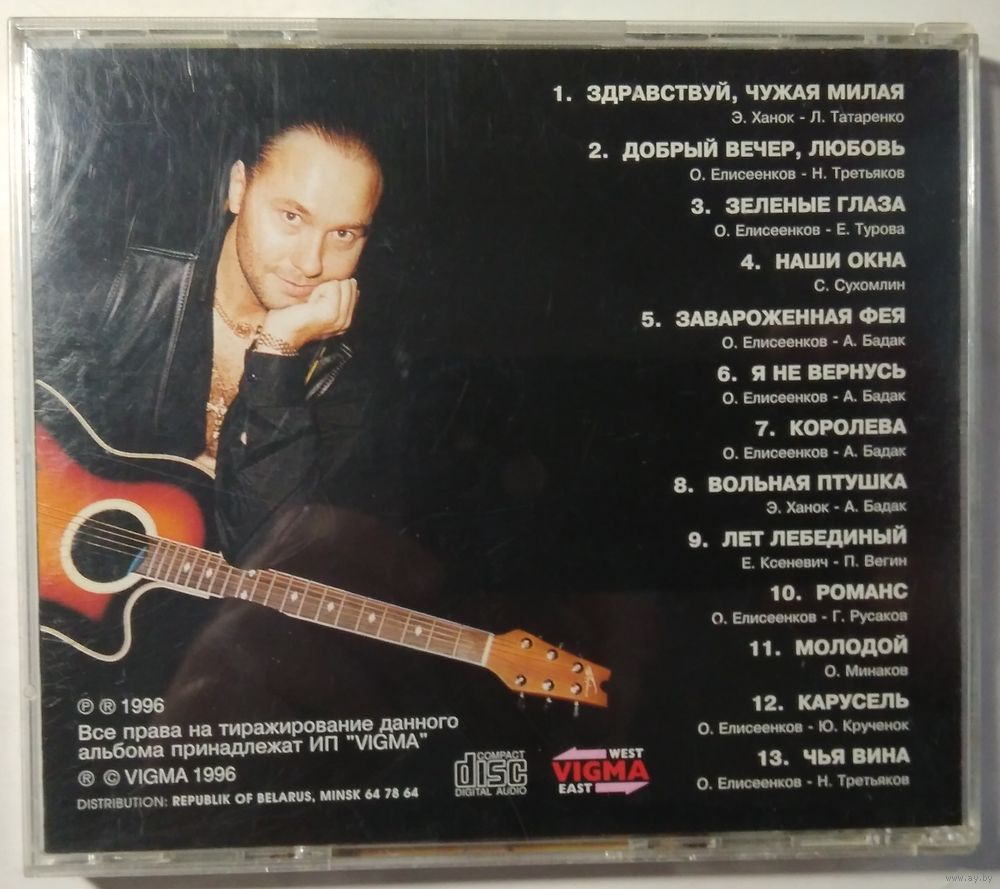 1. ЗДРАВСТВУЙ, ЧУЖАЯ МИЛАЯ
Э. Ханок - Л. Татаренко
2. ДОБРЫЙ ВЕЧЕР, ЛЮБОВЬ
О. Елисеенков - Н. Третьяков
3. ЗЕЛЕНЫЕ ГЛАЗА
О. Елисеенков - Е. Турова
4. НАШИ ОКНА
С. Сухомлин
5. ЗАВАРОЖЕННАЯ ФЕЯ
О. Елисеенков - А. Бадак
6. Я НЕ ВЕРНУСЬ
О. Елисеенков - А. Бадак
7. КОРОЛЕВА
О. Елисеенков - А. Бадак
8. ВОЛЬНАЯ ПТУШКА
Э. Ханок - А. Бадак
9. ЛЕТ ЛЕБЕДИНЫЙ
Е. Ксеневич - П. Вегин
10. РОМАНС
О. Елисеенков - Г. Русаков
11. МОЛОДОЙ
О. Минаков
12. КАРУСЕЛЬ
О. Елисеенков - Ю. Крученок
13. ЧЬЯ ВИНА
О. Елисеенков - Н. Третьяков
℗ ® 1996
Все права на тиражирование данного
альбома принадлежат ИП "VIGMA"
® © VIGMA 1996
DISTRIBUTION: REPUBLIK OF BELARUS, MINSK 64 78 64
COMPACT
disc
DIGITAL AUDIO
WEST
VIGMA
EAST
www.ay.by